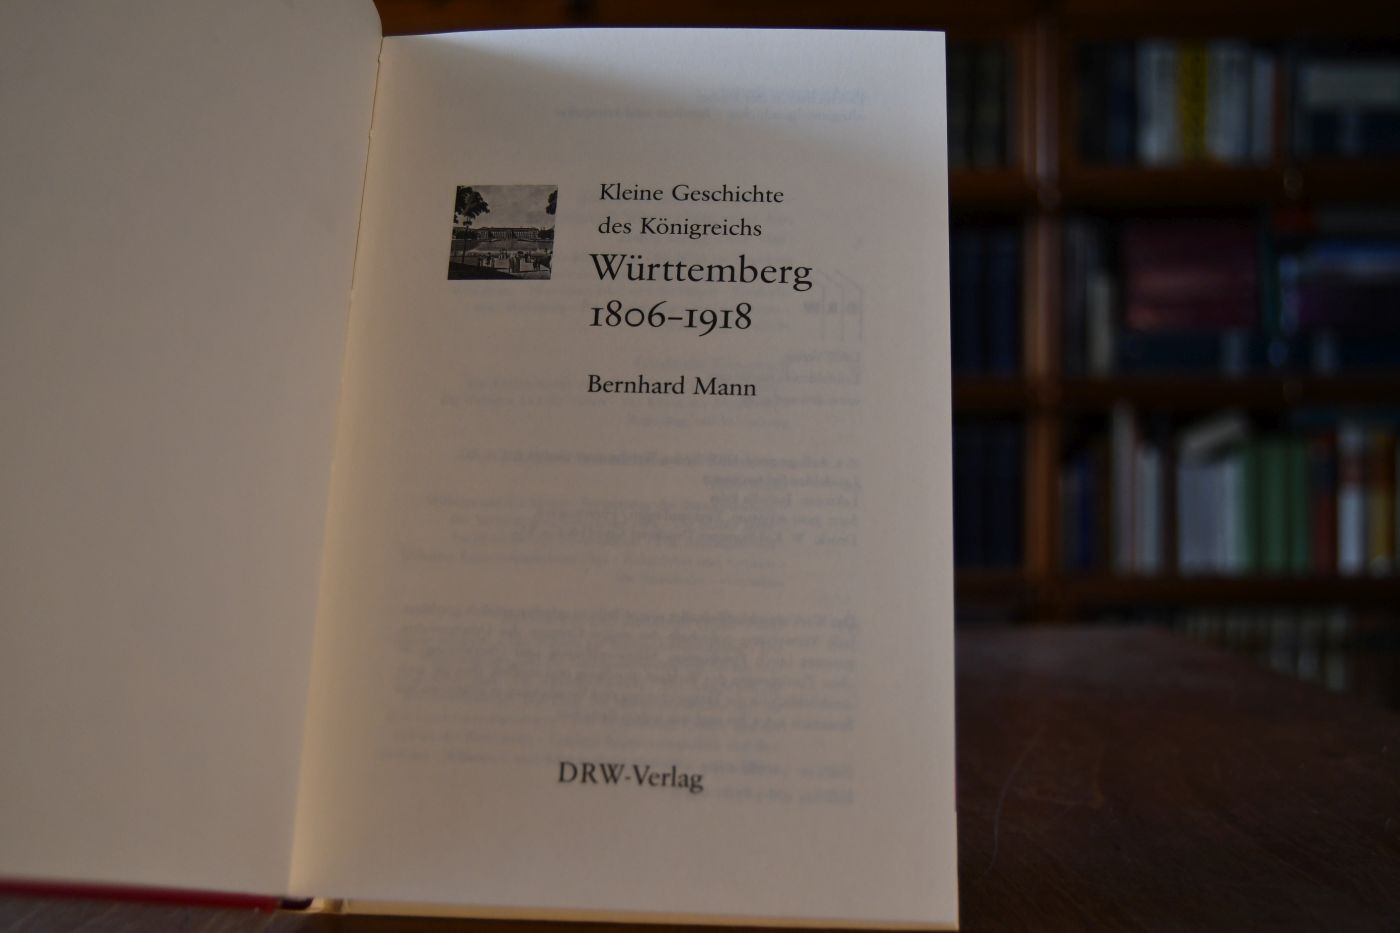 Kleine Geschichte
des Königreichs
Württemberg
1806–1918
Bernhard Mann
DRW-Verlag